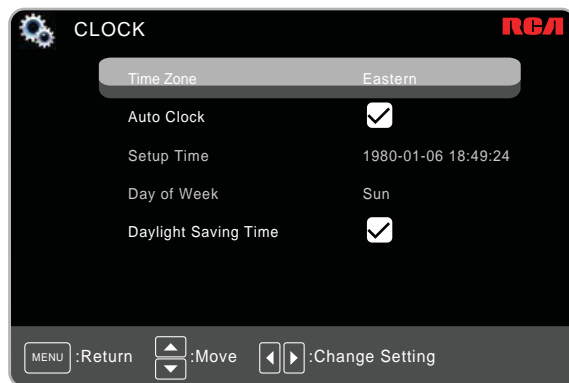 CLOCK RCA
Time Zone Eastern
Auto Clock
Setup Time 1980-01-06 18:49:24
Day of Week Sun
Daylight Saving Time
MENU :Return :Move :Change Setting